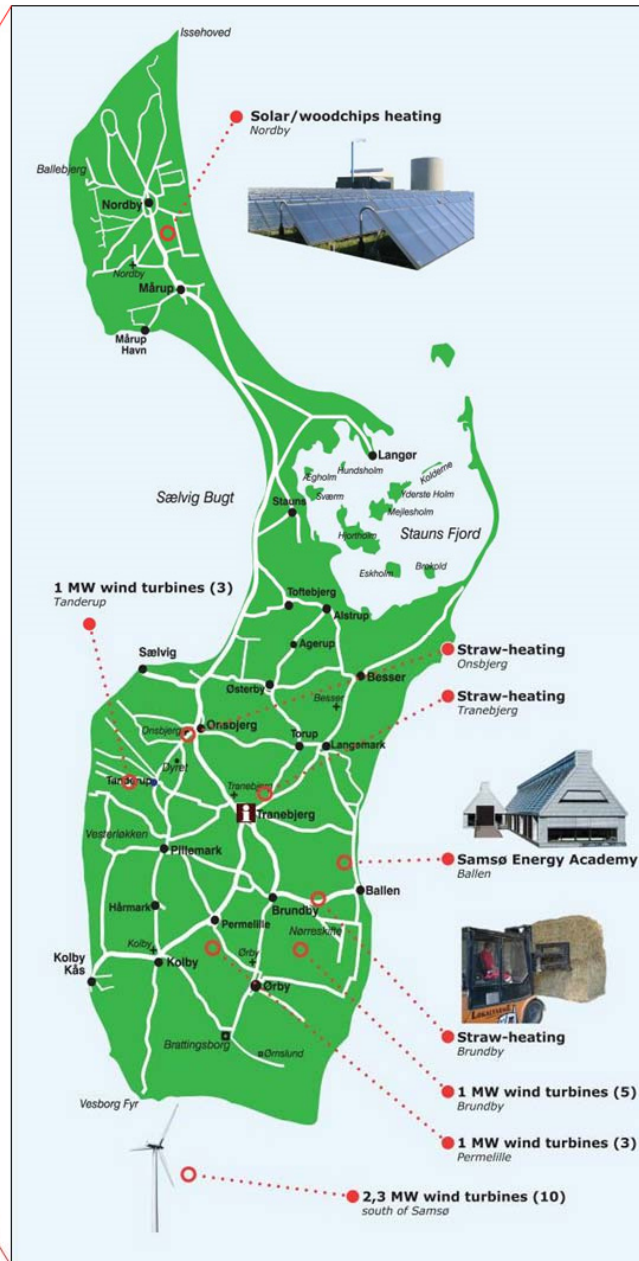 Issehoved
Solar/woodchips heating
Nordby
Ballebjerg
Nordby
Nordby
Mårup
Mårup
Havn
Langør
Kolderne
Hundsholm
Ægholm
Sværm
Yderste Holm
Mejlesholm
Sælvig Bugt
Stauns
Stauns Fjord
Hjortholm
Eskholm
Brokold
1 MW wind turbines (3)
Tanderup
Toftebjerg
Alstrup
Agerup
Sælvig
Straw-heating
Onsbjerg
Besser
Østerby
Besser
Straw-heating
Tranebjerg
Onsbjerg
Onsbjerg
Torup
Langemark
Dyret
Tanderup
Tranebjerg
i
Tranebjerg
Vesterløkken
Pillemark
Samsø Energy Academy
Ballen
Ballen
Brundby
Hårmark
Permelille
Nørreskifte
Kolby
Ørby
Kolby
Kås
Kolby
Ørby
Brattingsborg
Ørnslund
Straw-heating
Brundby
1 MW wind turbines (5)
Brundby
Vesborg Fyr
1 MW wind turbines (3)
Permelille
2,3 MW wind turbines (10)
south of Samsø